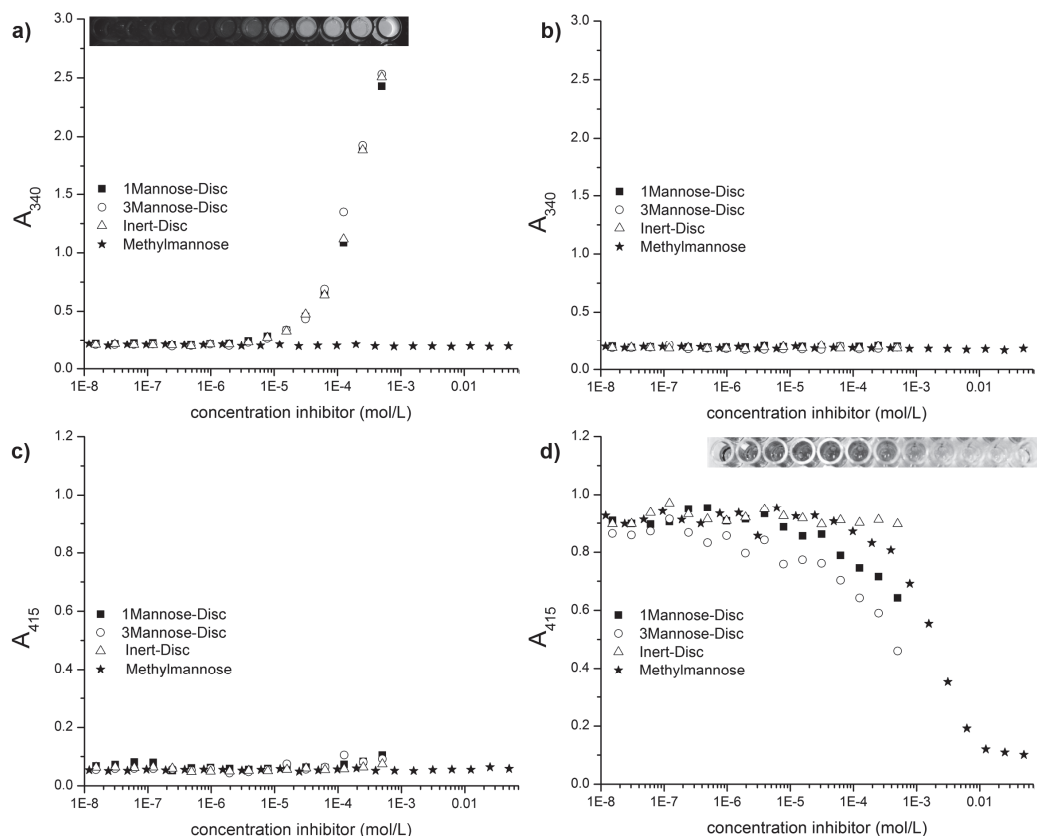 a)
3.0
2.5
2.0
1.5
1.0
0.5
0.0
A340
1Mannose-Disc
3Mannose-Disc
Inert-Disc
Methylmannose
1E-8 1E-7 1E-6 1E-5 1E-4 1E-3 0.01
concentration inhibitor (mol/L)
b)
3.0
2.5
2.0
1.5
1.0
0.5
0.0
A340
1Mannose-Disc
3Mannose-Disc
Inert-Disc
Methylmannose
1E-8 1E-7 1E-6 1E-5 1E-4 1E-3 0.01
concentration inhibitor (mol/L)
c)
1.2
1.0
0.8
0.6
0.4
0.2
0.0
A415
1Mannose-Disc
3Mannose-Disc
Inert-Disc
Methylmannose
1E-8 1E-7 1E-6 1E-5 1E-4 1E-3 0.01
concentration inhibitor (mol/L)
d)
1.2
1.0
0.8
0.6
0.4
0.2
0.0
A415
1Mannose-Disc
3Mannose-Disc
Inert-Disc
Methylmannose
1E-8 1E-7 1E-6 1E-5 1E-4 1E-3 0.01
concentration inhibitor (mol/L)